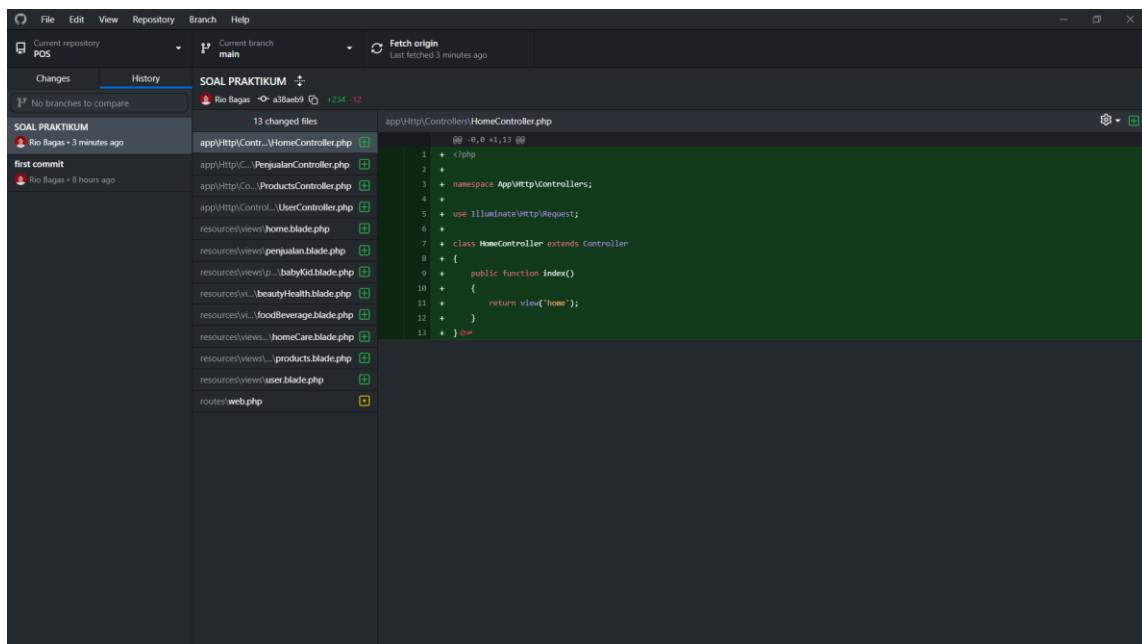 File Edit View Repository Branch Help
Current repository
POS
Current branch
main
Fetch origin
Last fetched 3 minutes ago
Changes History
No branches to compare
SOAL PRAKTIKUM
Rio Bagas • 3 minutes ago
first commit
Rio Bagas • 8 hours ago
SOAL PRAKTIKUM
Rio Bagas a38aeb9 +234 -12
13 changed files
app\Http\Contr...\HomeController.php
app\Http\C...\PenjualanController.php
app\Http\Co...\ProductsController.php
app\Http\Control...\UserController.php
resources\views\home.blade.php
resources\views\penjualan.blade.php
resources\views\p...\babyKid.blade.php
resources\vi...\beautyHealth.blade.php
resources\vi...\foodBeverage.blade.php
resources\views...\homeCare.blade.php
resources\views\...\products.blade.php
resources\views\user.blade.php
routes\web.php
app\Http\Controllers\HomeController.php
@@ -0,0 +1,13 @@
1 + <?php
2 +
3 + namespace App\Http\Controllers;
4 +
5 + use Illuminate\Http\Request;
6 +
7 + class HomeController extends Controller
8 + {
9 + public function index()
10 + {
11 + return view('home');
12 + }
13 + }